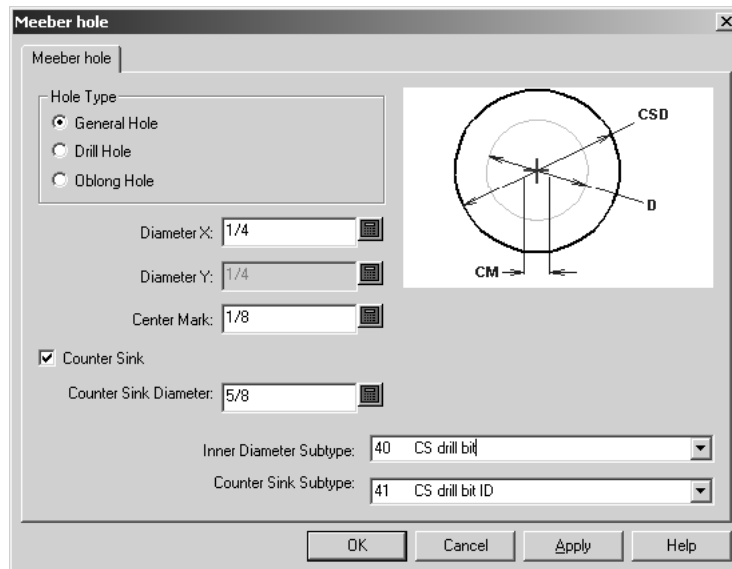 Meeber hole
Meeber hole
Hole Type
General Hole
Drill Hole
Oblong Hole
CSD
D
CM
Diameter X: 1/4
Diameter Y: 1/4
Center Mark: 1/8
Counter Sink
Counter Sink Diameter: 5/8
Inner Diameter Subtype: 40 CS drill bit
Counter Sink Subtype: 41 CS drill bit ID
OK Cancel Apply Help